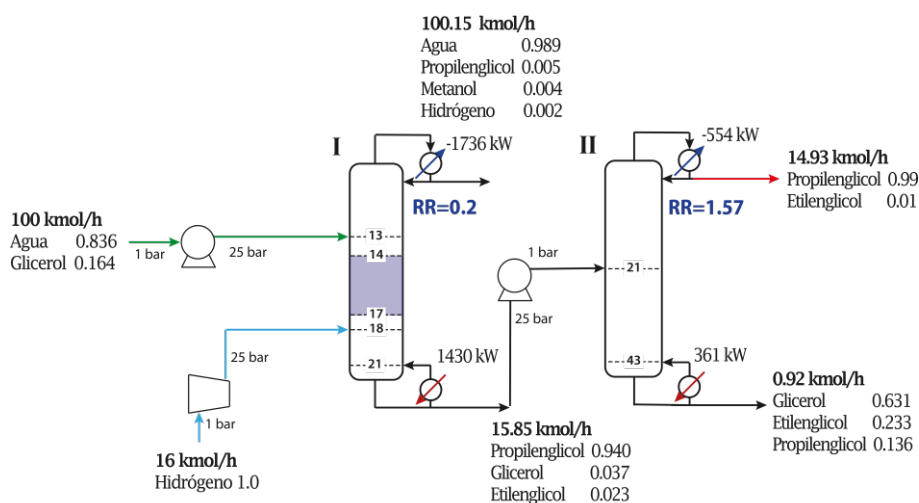 100.15 kmol/h
Agua 0.989
Propilenglicol 0.005
Metanol 0.004
Hidrógeno 0.002
I
-1736 kW
RR=0.2
II
-554 kW
RR=1.57
14.93 kmol/h
Propilenglicol 0.99
Etilenglicol 0.01
100 kmol/h
Agua 0.836
Glicerol 0.164
1 bar
25 bar
13
14
17
18
21
25 bar
1 bar
16 kmol/h
Hidrógeno 1.0
1430 kW
1 bar
25 bar
21
43
361 kW
15.85 kmol/h
Propilenglicol 0.940
Glicerol 0.037
Etilenglicol 0.023
0.92 kmol/h
Glicerol 0.631
Etilenglicol 0.233
Propilenglicol 0.136